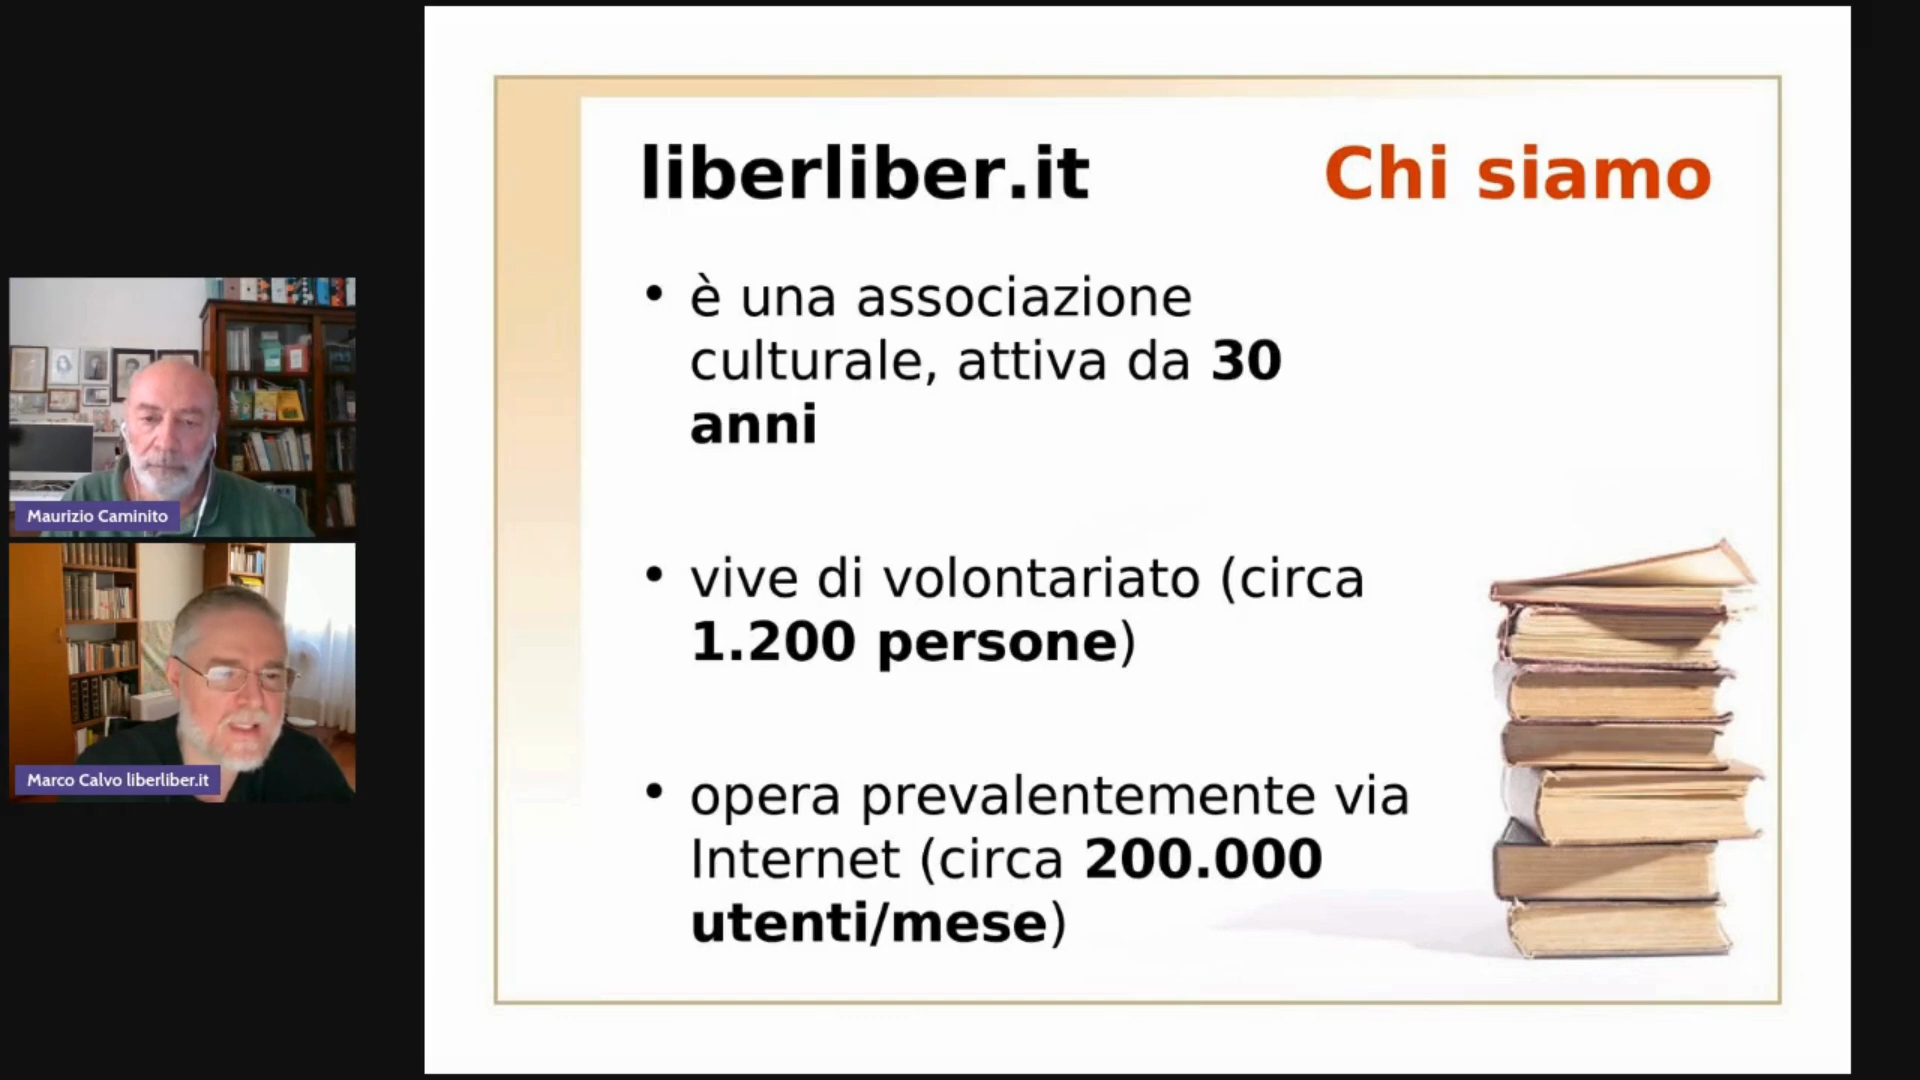 liberliber.it Chi siamo
• è una associazione
culturale, attiva da 30
anni
• vive di volontariato (circa
1.200 persone)
• opera prevalentemente via
Internet (circa 200.000
utenti/mese)
Maurizio Caminito
Marco Calvo liberliber.it